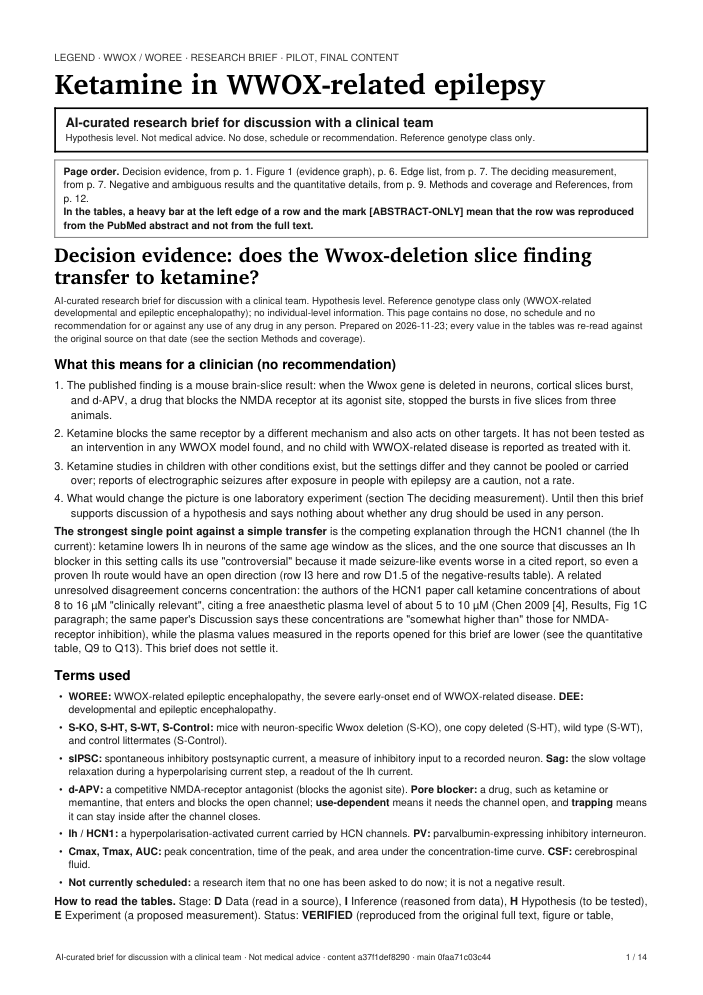 LEGEND · WWOX / WOREE · RESEARCH BRIEF · PILOT, FINAL CONTENT
Ketamine in WWOX-related epilepsy
AI-curated research brief for discussion with a clinical team
Hypothesis level. Not medical advice. No dose, schedule or recommendation. Reference genotype class only.
Page order. Decision evidence, from p. 1. Figure 1 (evidence graph), p. 6. Edge list, from p. 7. The deciding measurement,
from p. 7. Negative and ambiguous results and the quantitative details, from p. 9. Methods and coverage and References, from
p. 12.
In the tables, a heavy bar at the left edge of a row and the mark [ABSTRACT-ONLY] mean that the row was reproduced
from the PubMed abstract and not from the full text.
Decision evidence: does the Wwox-deletion slice finding
transfer to ketamine?
AI-curated research brief for discussion with a clinical team. Hypothesis level. Reference genotype class only (WWOX-related
developmental and epileptic encephalopathy); no individual-level information. This page contains no dose, no schedule and no
recommendation for or against any use of any drug in any person. Prepared on 2026-11-23; every value in the tables was re-read against
the original source on that date (see the section Methods and coverage).
What this means for a clinician (no recommendation)
1. The published finding is a mouse brain-slice result: when the Wwox gene is deleted in neurons, cortical slices burst,
and d-APV, a drug that blocks the NMDA receptor at its agonist site, stopped the bursts in five slices from three
animals.
2. Ketamine blocks the same receptor by a different mechanism and also acts on other targets. It has not been tested as
an intervention in any WWOX model found, and no child with WWOX-related disease is reported as treated with it.
3. Ketamine studies in children with other conditions exist, but the settings differ and they cannot be pooled or carried
over; reports of electrographic seizures after exposure in people with epilepsy are a caution, not a rate.
4. What would change the picture is one laboratory experiment (section The deciding measurement). Until then this brief
supports discussion of a hypothesis and says nothing about whether any drug should be used in any person.
The strongest single point against a simple transfer is the competing explanation through the HCN1 channel (the Ih
current): ketamine lowers Ih in neurons of the same age window as the slices, and the one source that discusses an Ih
blocker in this setting calls its use "controversial" because it made seizure-like events worse in a cited report, so even a
proven Ih route would have an open direction (row I3 here and row D1.5 of the negative-results table). A related
unresolved disagreement concerns concentration: the authors of the HCN1 paper call ketamine concentrations of about
8 to 16 µM "clinically relevant", citing a free anaesthetic plasma level of about 5 to 10 µM (Chen 2009 [4], Results, Fig 1C
paragraph; the same paper's Discussion says these concentrations are "somewhat higher than" those for NMDA-
receptor inhibition), while the plasma values measured in the reports opened for this brief are lower (see the quantitative
table, Q9 to Q13). This brief does not settle it.
Terms used
• WOREE: WWOX-related epileptic encephalopathy, the severe early-onset end of WWOX-related disease. DEE:
developmental and epileptic encephalopathy.
• S-KO, S-HT, S-WT, S-Control: mice with neuron-specific Wwox deletion (S-KO), one copy deleted (S-HT), wild type (S-WT),
and control littermates (S-Control).
• sIPSC: spontaneous inhibitory postsynaptic current, a measure of inhibitory input to a recorded neuron. Sag: the slow voltage
relaxation during a hyperpolarising current step, a readout of the Ih current.
• d-APV: a competitive NMDA-receptor antagonist (blocks the agonist site). Pore blocker: a drug, such as ketamine or
memantine, that enters and blocks the open channel; use-dependent means it needs the channel open, and trapping means
it can stay inside after the channel closes.
• Ih / HCN1: a hyperpolarisation-activated current carried by HCN channels. PV: parvalbumin-expressing inhibitory interneuron.
• Cmax, Tmax, AUC: peak concentration, time of the peak, and area under the concentration-time curve. CSF: cerebrospinal
fluid.
• Not currently scheduled: a research item that no one has been asked to do now; it is not a negative result.
How to read the tables. Stage: D Data (read in a source), I Inference (reasoned from data), H Hypothesis (to be tested),
E Experiment (a proposed measurement). Status: VERIFIED (reproduced from the original full text, figure or table,
AI-curated brief for discussion with a clinical team · Not medical advice · content a37f1def8290 · main 0faa71c03c44
1 / 14